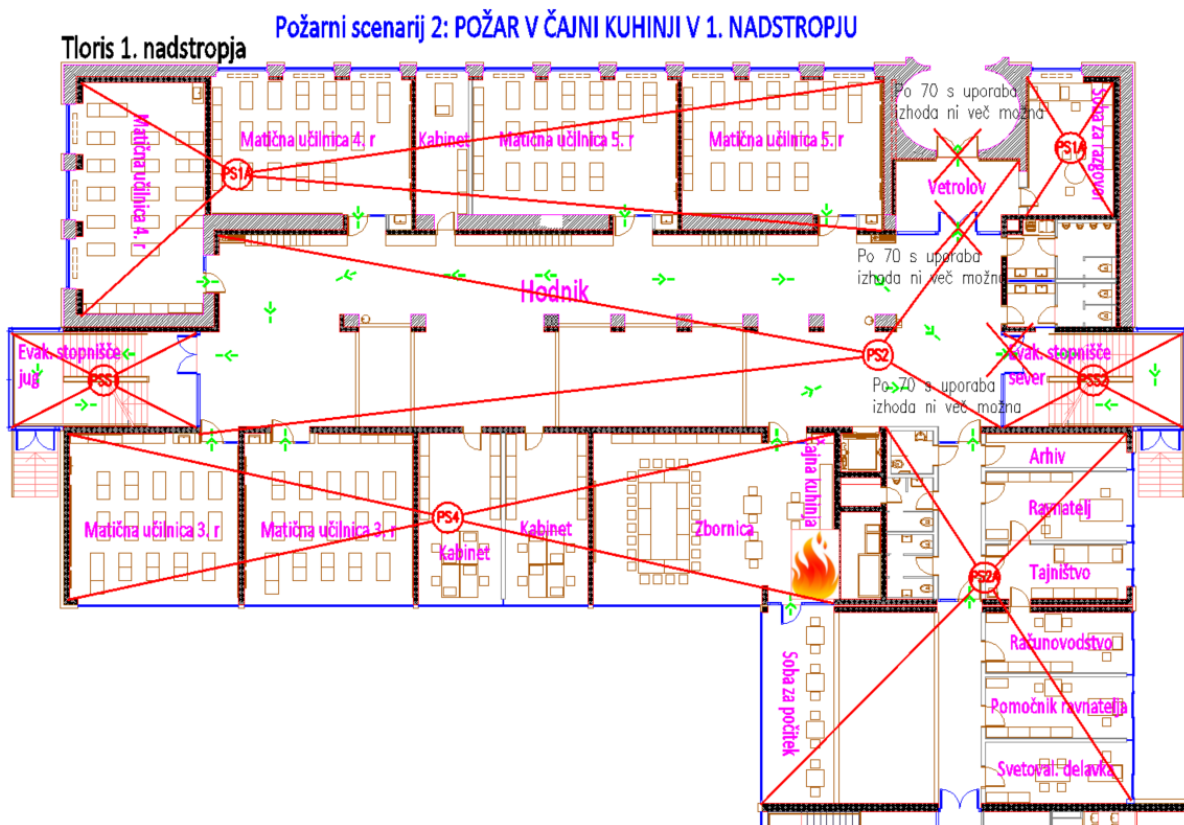 Požarni scenarij 2: POŽAR V ČAJNI KUHINJI V 1. NADSTROPJU
Tloris 1. nadstropja
Matična učilnica 4. r
PS1A
Matična učilnica 4. r
Kabinet
Matična učilnica 5. r
Matična učilnica 5. r
Po 70 s uporaba
izhoda ni več možna
Vetrolov
Soba za razgovor
PS1A
Po 70 s uporaba
izhoda ni več možna
Hodnik
PS2
Evak. stopnišče
jug
Evak. stopnišče
sever
PSS2
Po 70 s uporaba
izhoda ni več možna
Matična učilnica 3. r
Matična učilnica 3. r
PS4
Kabinet
Kabinet
Zbornica
Čajna kuhinja
Arhiv
Ravnatelj
Tajništvo
PS2A
Soba za počitek
Računovodstvo
Pomočnik ravnatelja
Svetoval. delavka